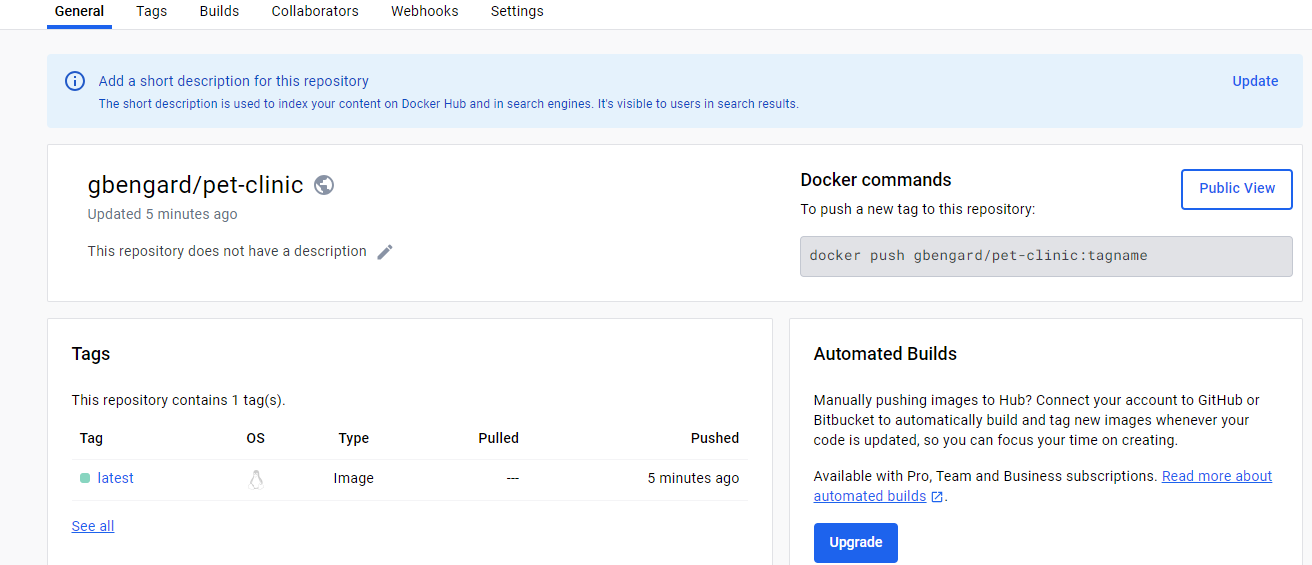 General Tags Builds Collaborators Webhooks Settings
Add a short description for this repository
Update
The short description is used to index your content on Docker Hub and in search engines. It's visible to users in search results.
gbengard/pet-clinic
Updated 5 minutes ago
This repository does not have a description
Docker commands
Public View
To push a new tag to this repository:
docker push gbengard/pet-clinic:tagname
Tags
This repository contains 1 tag(s).
Tag OS Type Pulled Pushed
latest Image --- 5 minutes ago
See all
Automated Builds
Manually pushing images to Hub? Connect your account to GitHub or
Bitbucket to automatically build and tag new images whenever your
code is updated, so you can focus your time on creating.
Available with Pro, Team and Business subscriptions. Read more about
automated builds .
Upgrade